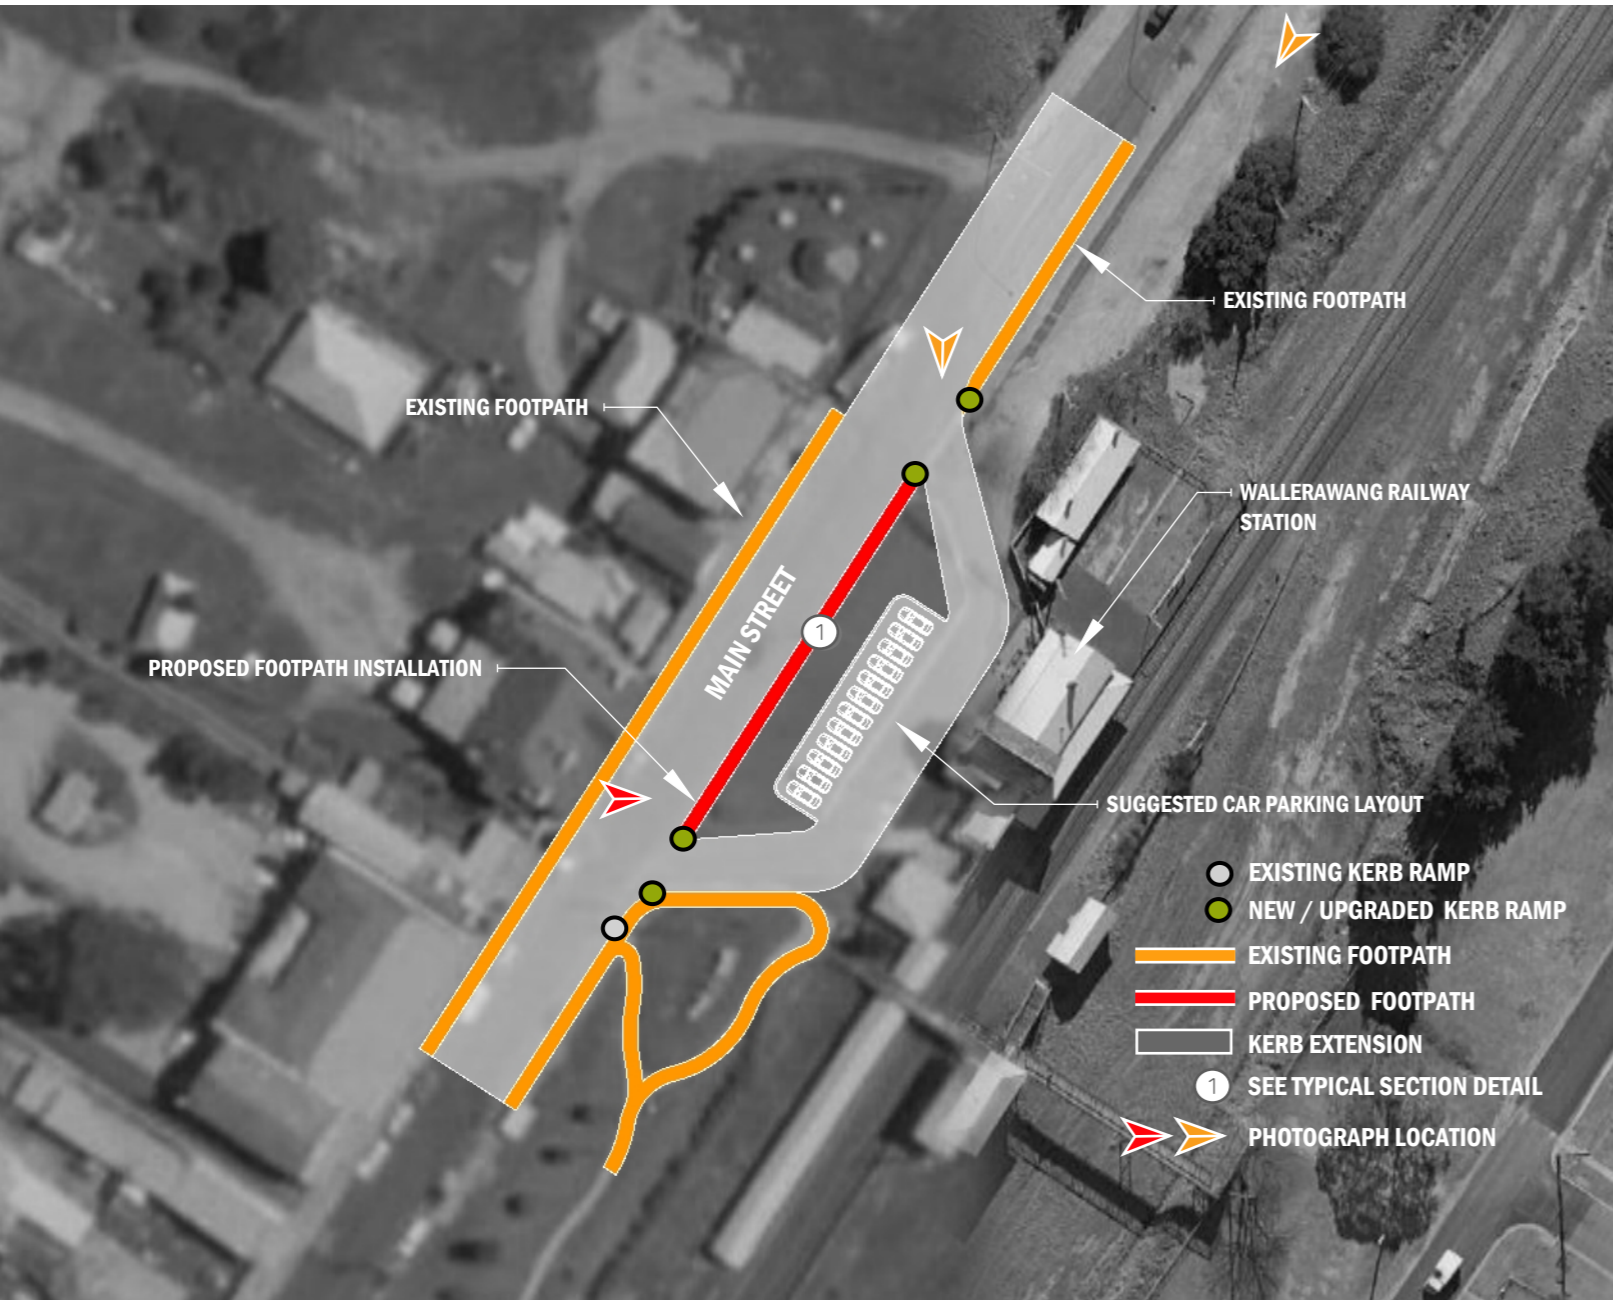 EXISTING FOOTPATH
EXISTING FOOTPATH
WALLERAWANG RAILWAY
STATION
MAIN STREET
1
PROPOSED FOOTPATH INSTALLATION
SUGGESTED CAR PARKING LAYOUT
EXISTING KERB RAMP
NEW / UPGRADED KERB RAMP
EXISTING FOOTPATH
PROPOSED FOOTPATH
KERB EXTENSION
1 SEE TYPICAL SECTION DETAIL
PHOTOGRAPH LOCATION